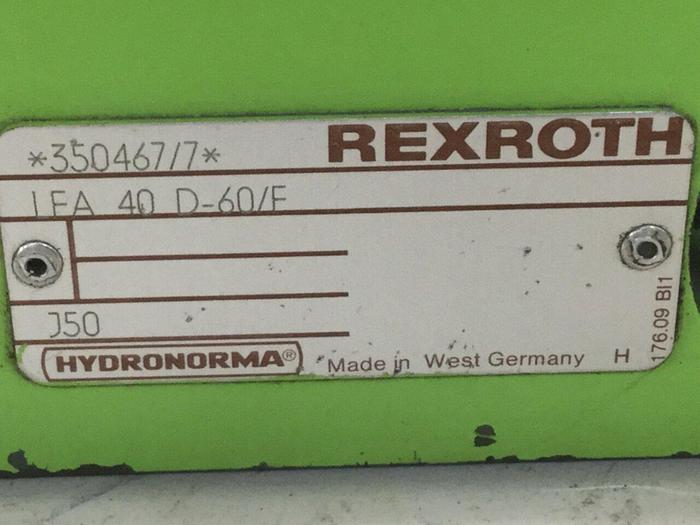 *350467/7*
REXROTH
LFA 40 D-60/F
J50
HYDRONORMA®
Made in West Germany H
176.09 BI1